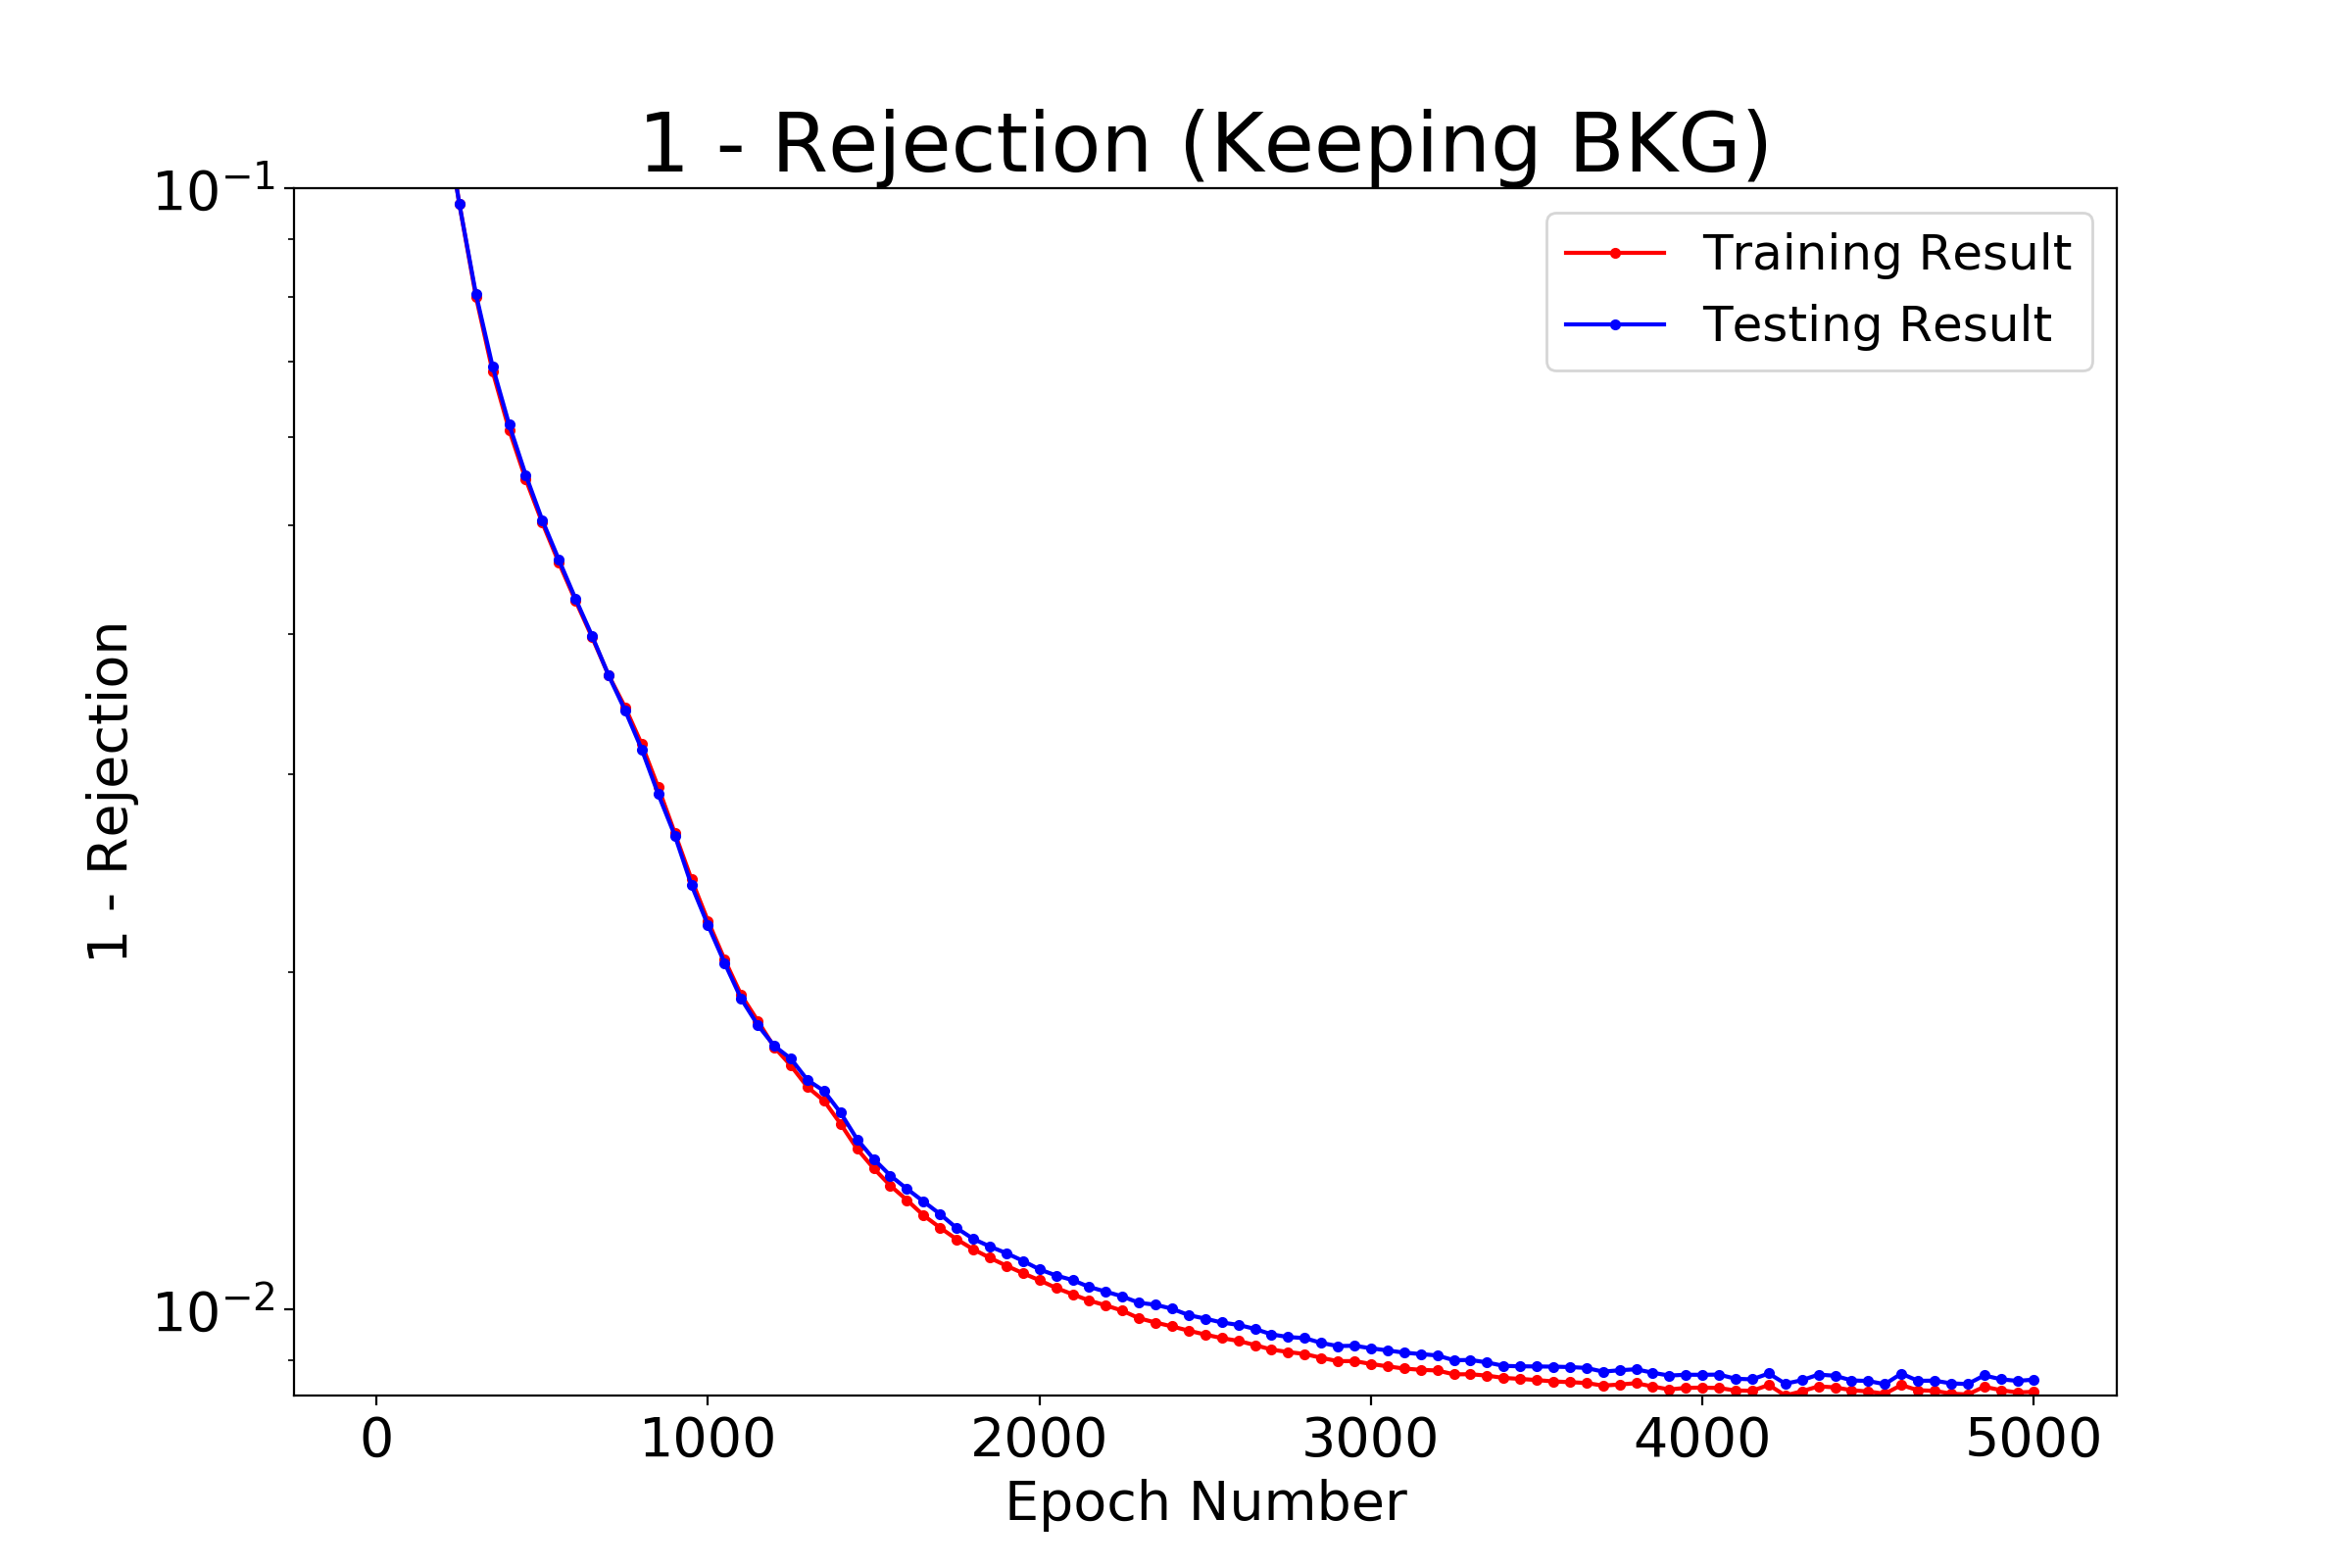 1 - Rejection (Keeping BKG)
10⁻¹
Training Result
Testing Result
1 - Rejection
10⁻²
0 1000 2000 3000 4000 5000
Epoch Number